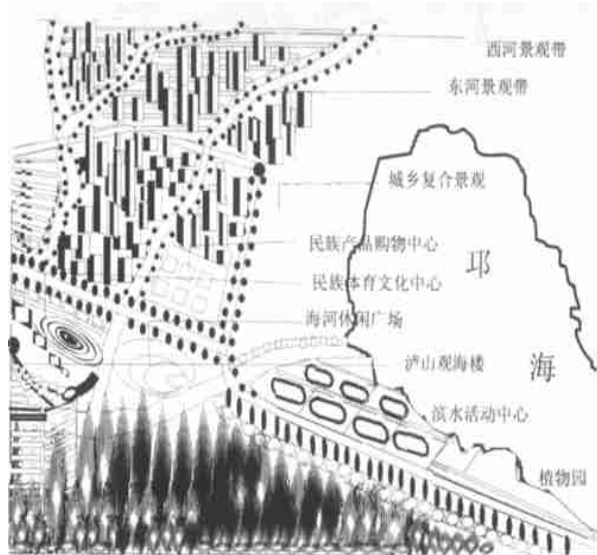 西河景观带
东河景观带
城乡复合景观
民族产品购物中心
民族体育文化中心
海河休闲广场
泸山观海楼
滨水活动中心
植物园
邛
海